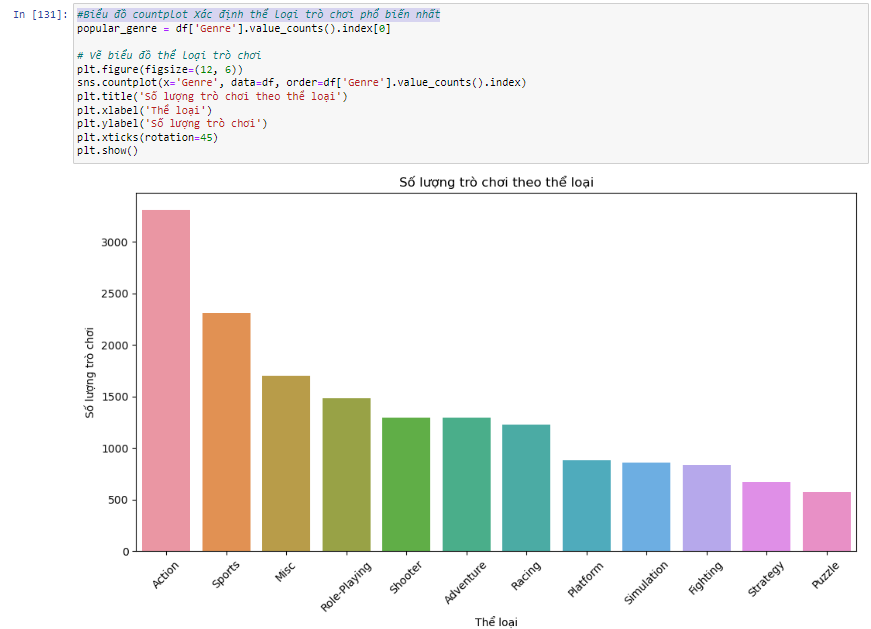 In [131]: #Biểu đồ countplot Xác định thể loại trò chơi phổ biến nhất
popular_genre = df['Genre'].value_counts().index[0]
# Vẽ biểu đồ thể loại trò chơi
plt.figure(figsize=(12, 6))
sns.countplot(x='Genre', data=df, order=df['Genre'].value_counts().index)
plt.title('Số lượng trò chơi theo thể loại')
plt.xlabel('Thể loại')
plt.ylabel('Số lượng trò chơi')
plt.xticks(rotation=45)
plt.show()
Số lượng trò chơi theo thể loại
Số lượng trò chơi
3000
2500
2000
1500
1000
500
0
Action
Sports
Misc
Role-Playing
Shooter
Adventure
Racing
Platform
Simulation
Fighting
Strategy
Puzzle
Thể loại